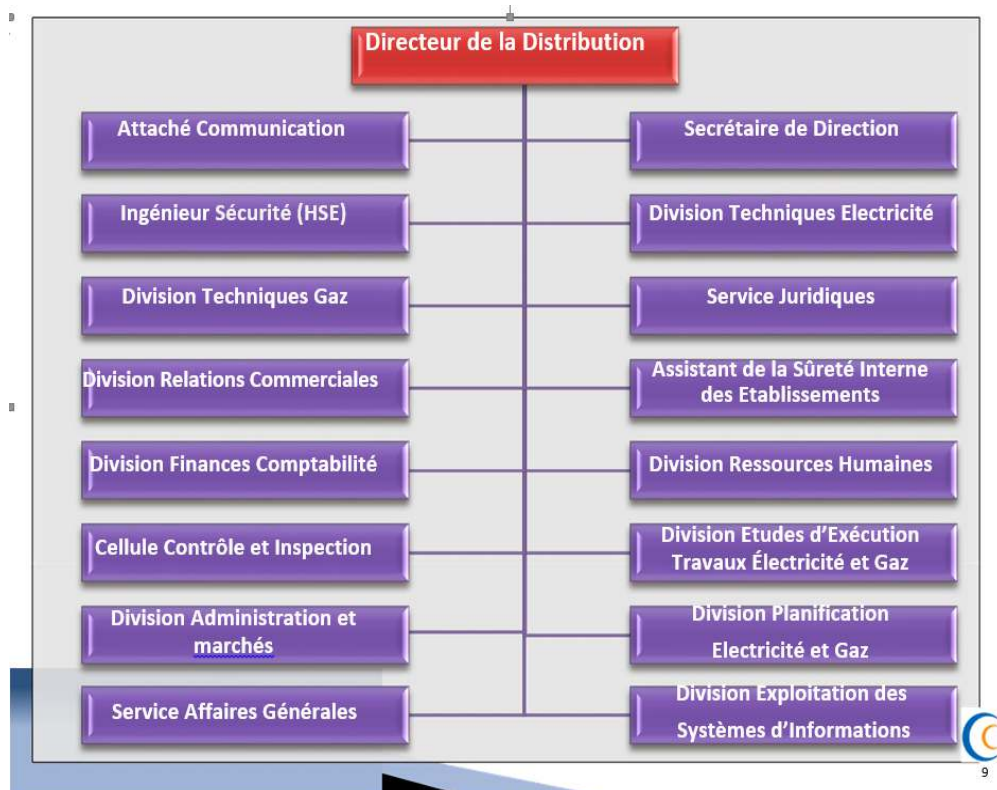 Directeur de la Distribution
Attaché Communication
Secrétaire de Direction
Ingénieur Sécurité (HSE)
Division Techniques Electricité
Division Techniques Gaz
Service Juridiques
Division Relations Commerciales
Assistant de la Sûreté Interne
des Etablissements
Division Finances Comptabilité
Division Ressources Humaines
Cellule Contrôle et Inspection
Division Etudes d’Exécution
Travaux Électricité et Gaz
Division Administration et
marchés
Division Planification
Electricité et Gaz
Service Affaires Générales
Division Exploitation des
Systèmes d’Informations
9